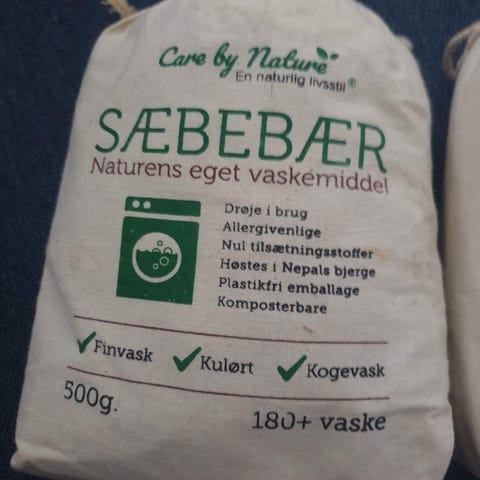 Care by Nature
En naturlig livsstil®
SÆBEBÆR
Naturens eget vaskemiddel
Drøje i brug
Allergivenlige
Nul tilsætningsstoffer
Høstes i Nepals bjerge
Plastikfri emballage
Komposterbare
Finvask Kulørt Kogevask
500g. 180+ vaske